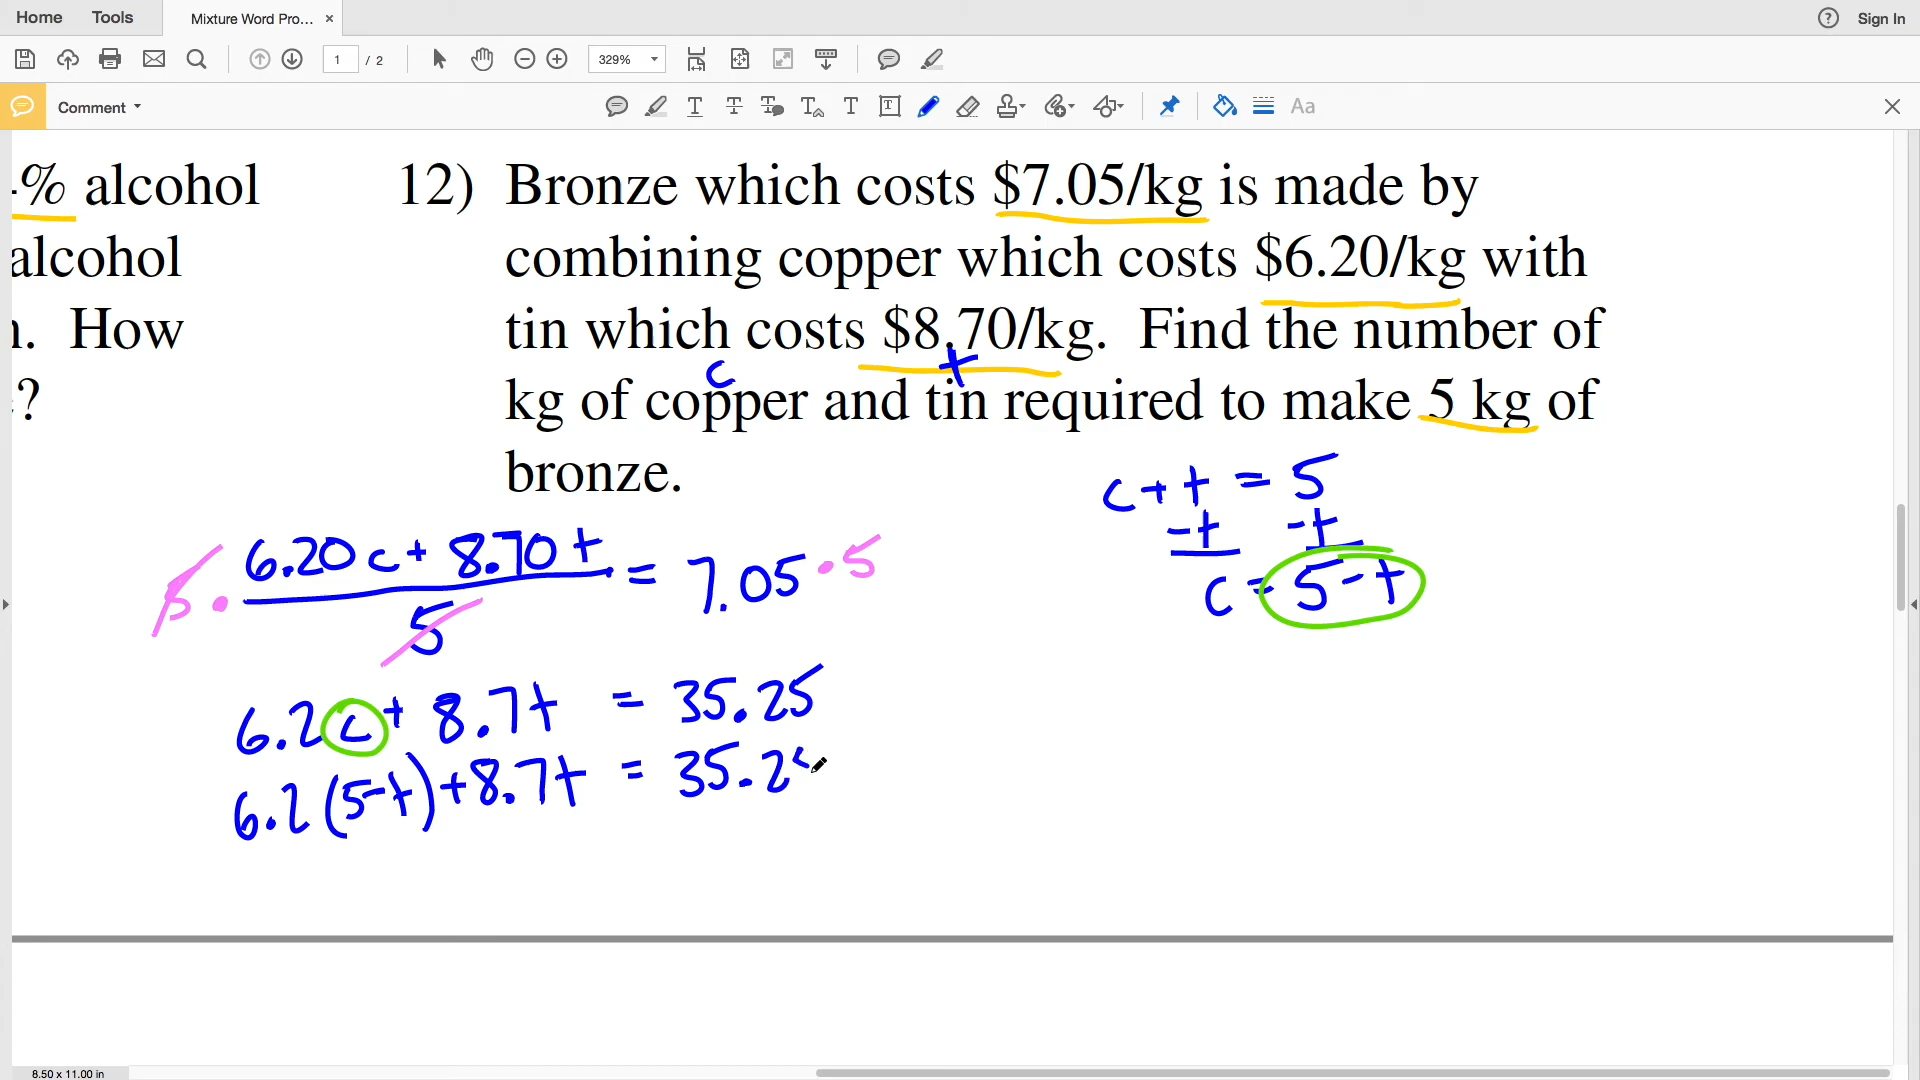 Home Tools Mixture Word Pro... × ? Sign In
1 / 2 329%
Comment T T T T T T Aa
-% alcohol
alcohol
. How
?
12) Bronze which costs $7.05/kg is made by
combining copper which costs $6.20/kg with
tin which costs $8.70/kg. Find the number of
c t
kg of copper and tin required to make 5 kg of
bronze.
c + t = 5
-t -t
c = 5 - t
5 · 6.20c + 8.70t = 7.05 · 5
5
6.2c + 8.7t = 35.25
6.2(5-t) + 8.7t = 35.2
8.50 x 11.00 in